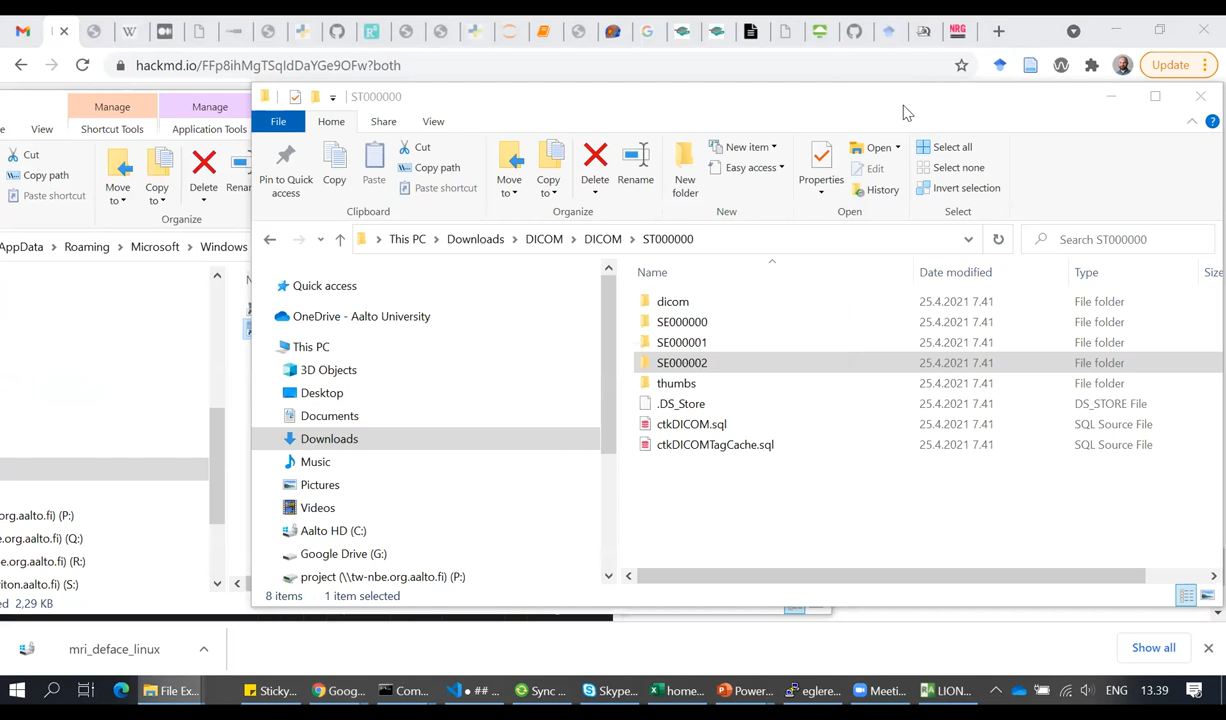 hackmd.io/FFp8ihMgTSqIdDaYGe9OFw?both
Update
Manage
Manage
View
Shortcut Tools
Application Tools
Cut
Copy path
Paste shortcut
Move to
Copy to
Delete
Organize
AppData > Roaming > Microsoft > Windows
org.aalto.fi) (P:)
e.org.aalto.fi) (Q:)
e.org.aalto.fi) (R:)
riton.aalto.fi) (S:)
ed 2,29 KB
ST000000
File
Home
Share
View
Pin to Quick access
Copy
Paste
Cut
Copy path
Paste shortcut
Clipboard
Move to
Copy to
Delete
Rename
Organize
New folder
New item
Easy access
New
Properties
Open
Edit
History
Open
Select all
Select none
Invert selection
Select
This PC > Downloads > DICOM > DICOM > ST000000
Search ST000000
Quick access
OneDrive - Aalto University
This PC
3D Objects
Desktop
Documents
Downloads
Music
Pictures
Videos
Aalto HD (C:)
Google Drive (G:)
project (\\tw-nbe.org.aalto.fi) (P:)
Name Date modified Type Size
dicom 25.4.2021 7.41 File folder
SE000000 25.4.2021 7.41 File folder
SE000001 25.4.2021 7.41 File folder
SE000002 25.4.2021 7.41 File folder
thumbs 25.4.2021 7.41 File folder
.DS_Store 25.4.2021 7.41 DS_STORE File
ctkDICOM.sql 25.4.2021 7.41 SQL Source File
ctkDICOMTagCache.sql 25.4.2021 7.41 SQL Source File
8 items 1 item selected
mri_deface_linux
Show all
File Ex...
Sticky...
Goog...
Com...
## ...
Sync ...
Skype...
home...
Power...
eglere...
Meeti...
LION...
ENG
13.39